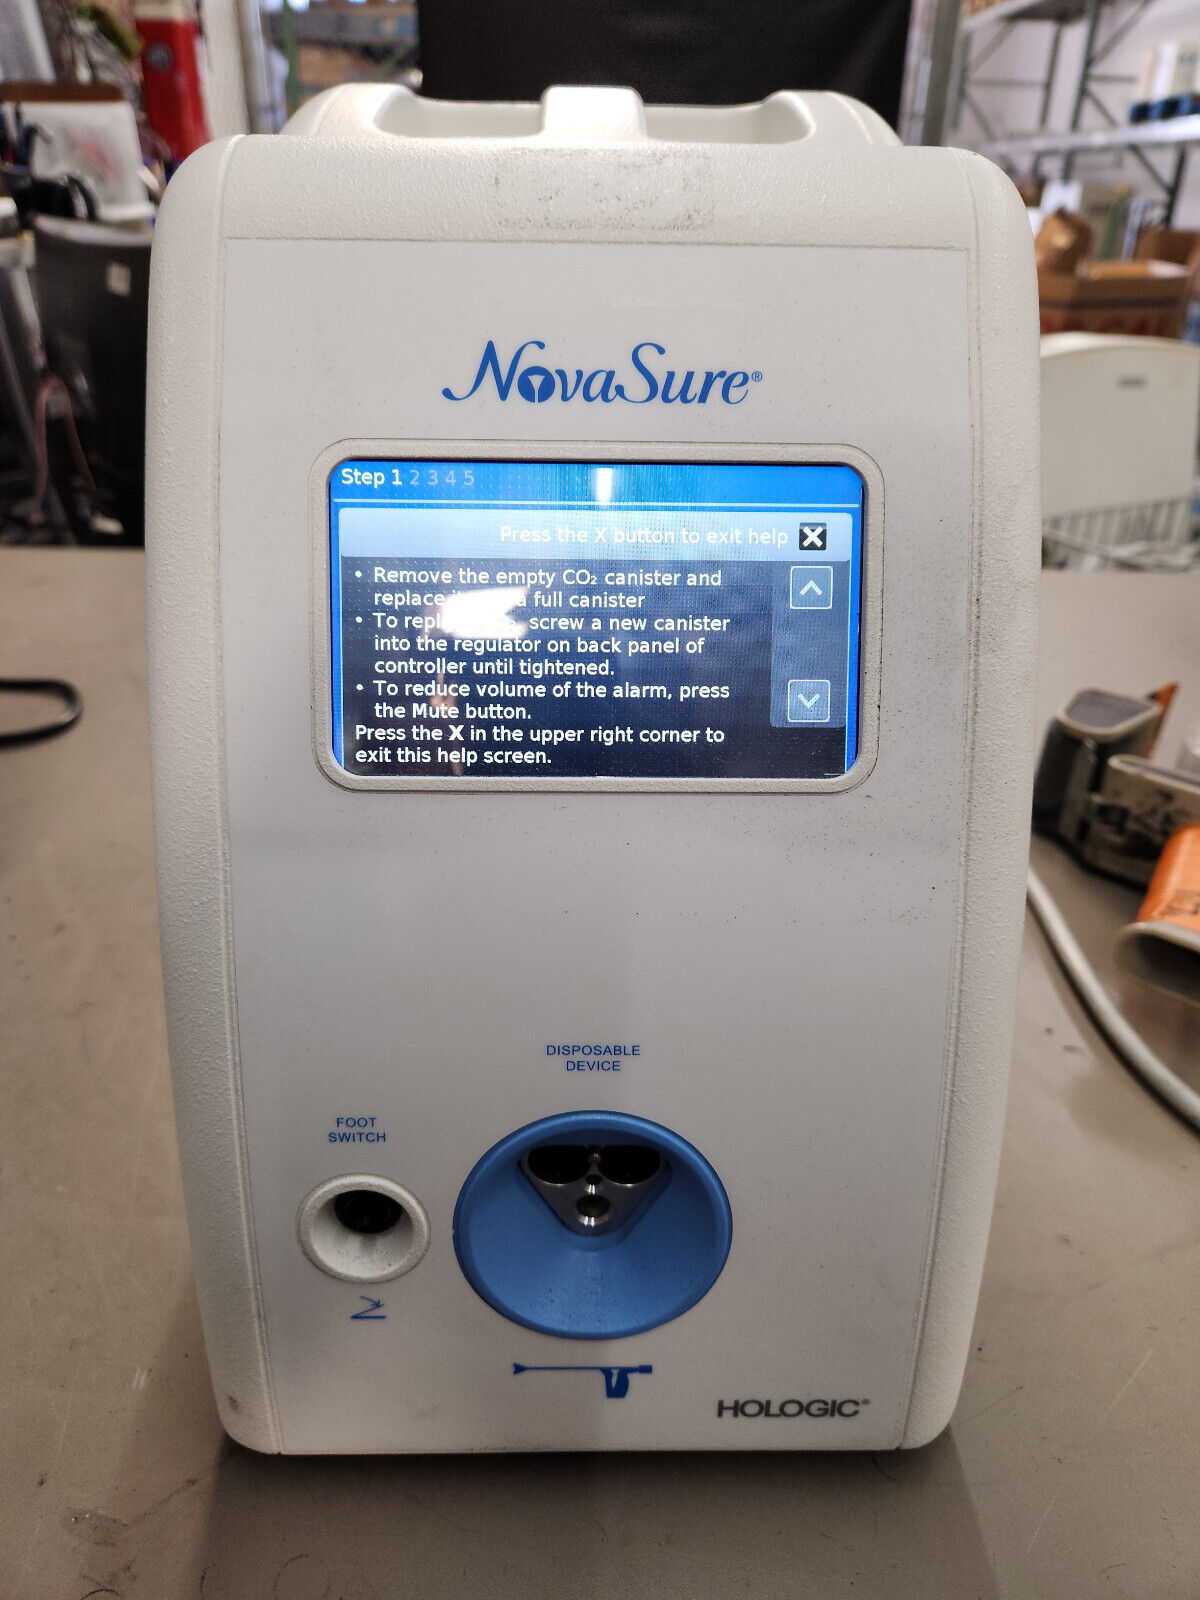 NovaSure®
Step 1 2 3 4 5
Press the X button to exit help X
• Remove the empty CO₂ canister and
replace a full canister
• To screw a new canister
into the regulator on back panel of
controller until tightened.
• To reduce volume of the alarm, press
the Mute button.
Press the X in the upper right corner to
exit this help screen.
DISPOSABLE
DEVICE
FOOT
SWITCH
HOLOGIC®